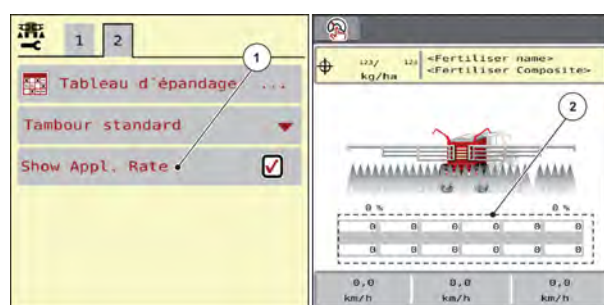 1 2
1
Tableau d'épandage ...
Tambour standard
Show Appl. Rate
123/ 123
kg/ha
<Fertiliser name>
<Fertiliser Composite>
2
0 % 0 %
0 0 0 0 0 0
0 0 0 0 0 0
0,0 0,0 0,0
km/h km/h km/h